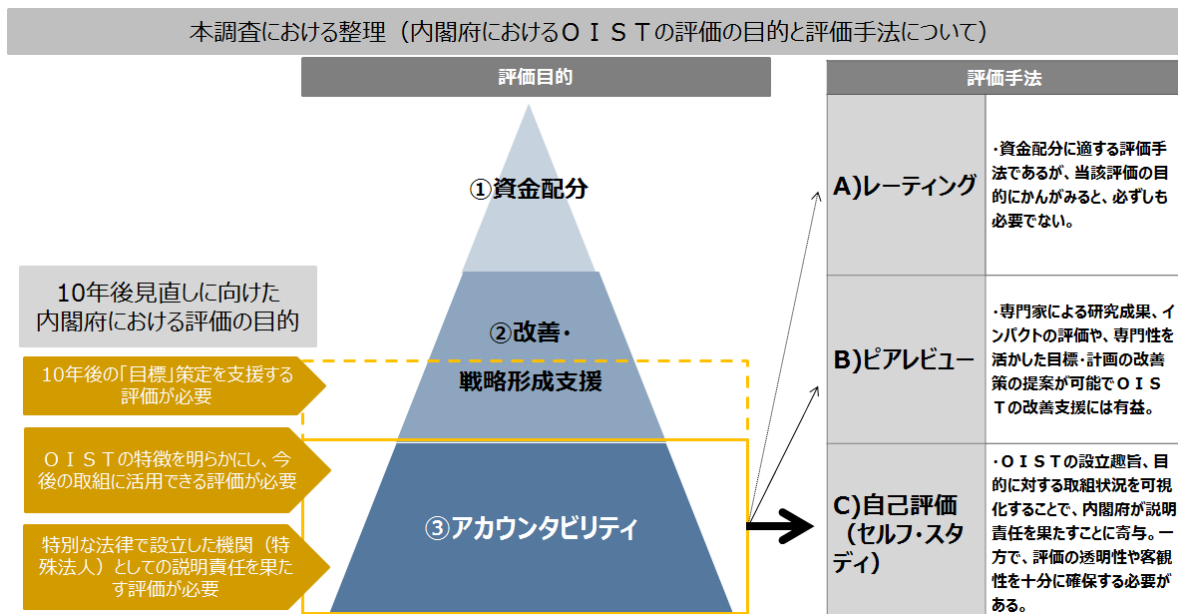 本調査における整理（内閣府におけるＯＩＳＴの評価の目的と評価手法について）
評価目的
①資金配分
②改善・
戦略形成支援
③アカウンタビリティ
10年後見直しに向けた
内閣府における評価の目的
10年後の「目標」策定を支援する
評価が必要
ＯＩＳＴの特徴を明らかにし、今
後の取組に活用できる評価が必要
特別な法律で設立した機関（特
殊法人）としての説明責任を果た
す評価が必要
評価手法
A)レーティング
・資金配分に適する評価手
法であるが、当該評価の目
的にかんがみると、必ずしも
必要でない。
B)ピアレビュー
・専門家による研究成果、イ
ンパクトの評価や、専門性を
活かした目標・計画の改善
策の提案が可能でＯＩＳ
Ｔの改善支援には有益。
C)自己評価
（セルフ・スタ
ディ）
・ＯＩＳＴの設立趣旨、目
的に対する取組状況を可視
化することで、内閣府が説明
責任を果たすことに寄与。一
方で、評価の透明性や客観
性を十分に確保する必要が
ある。